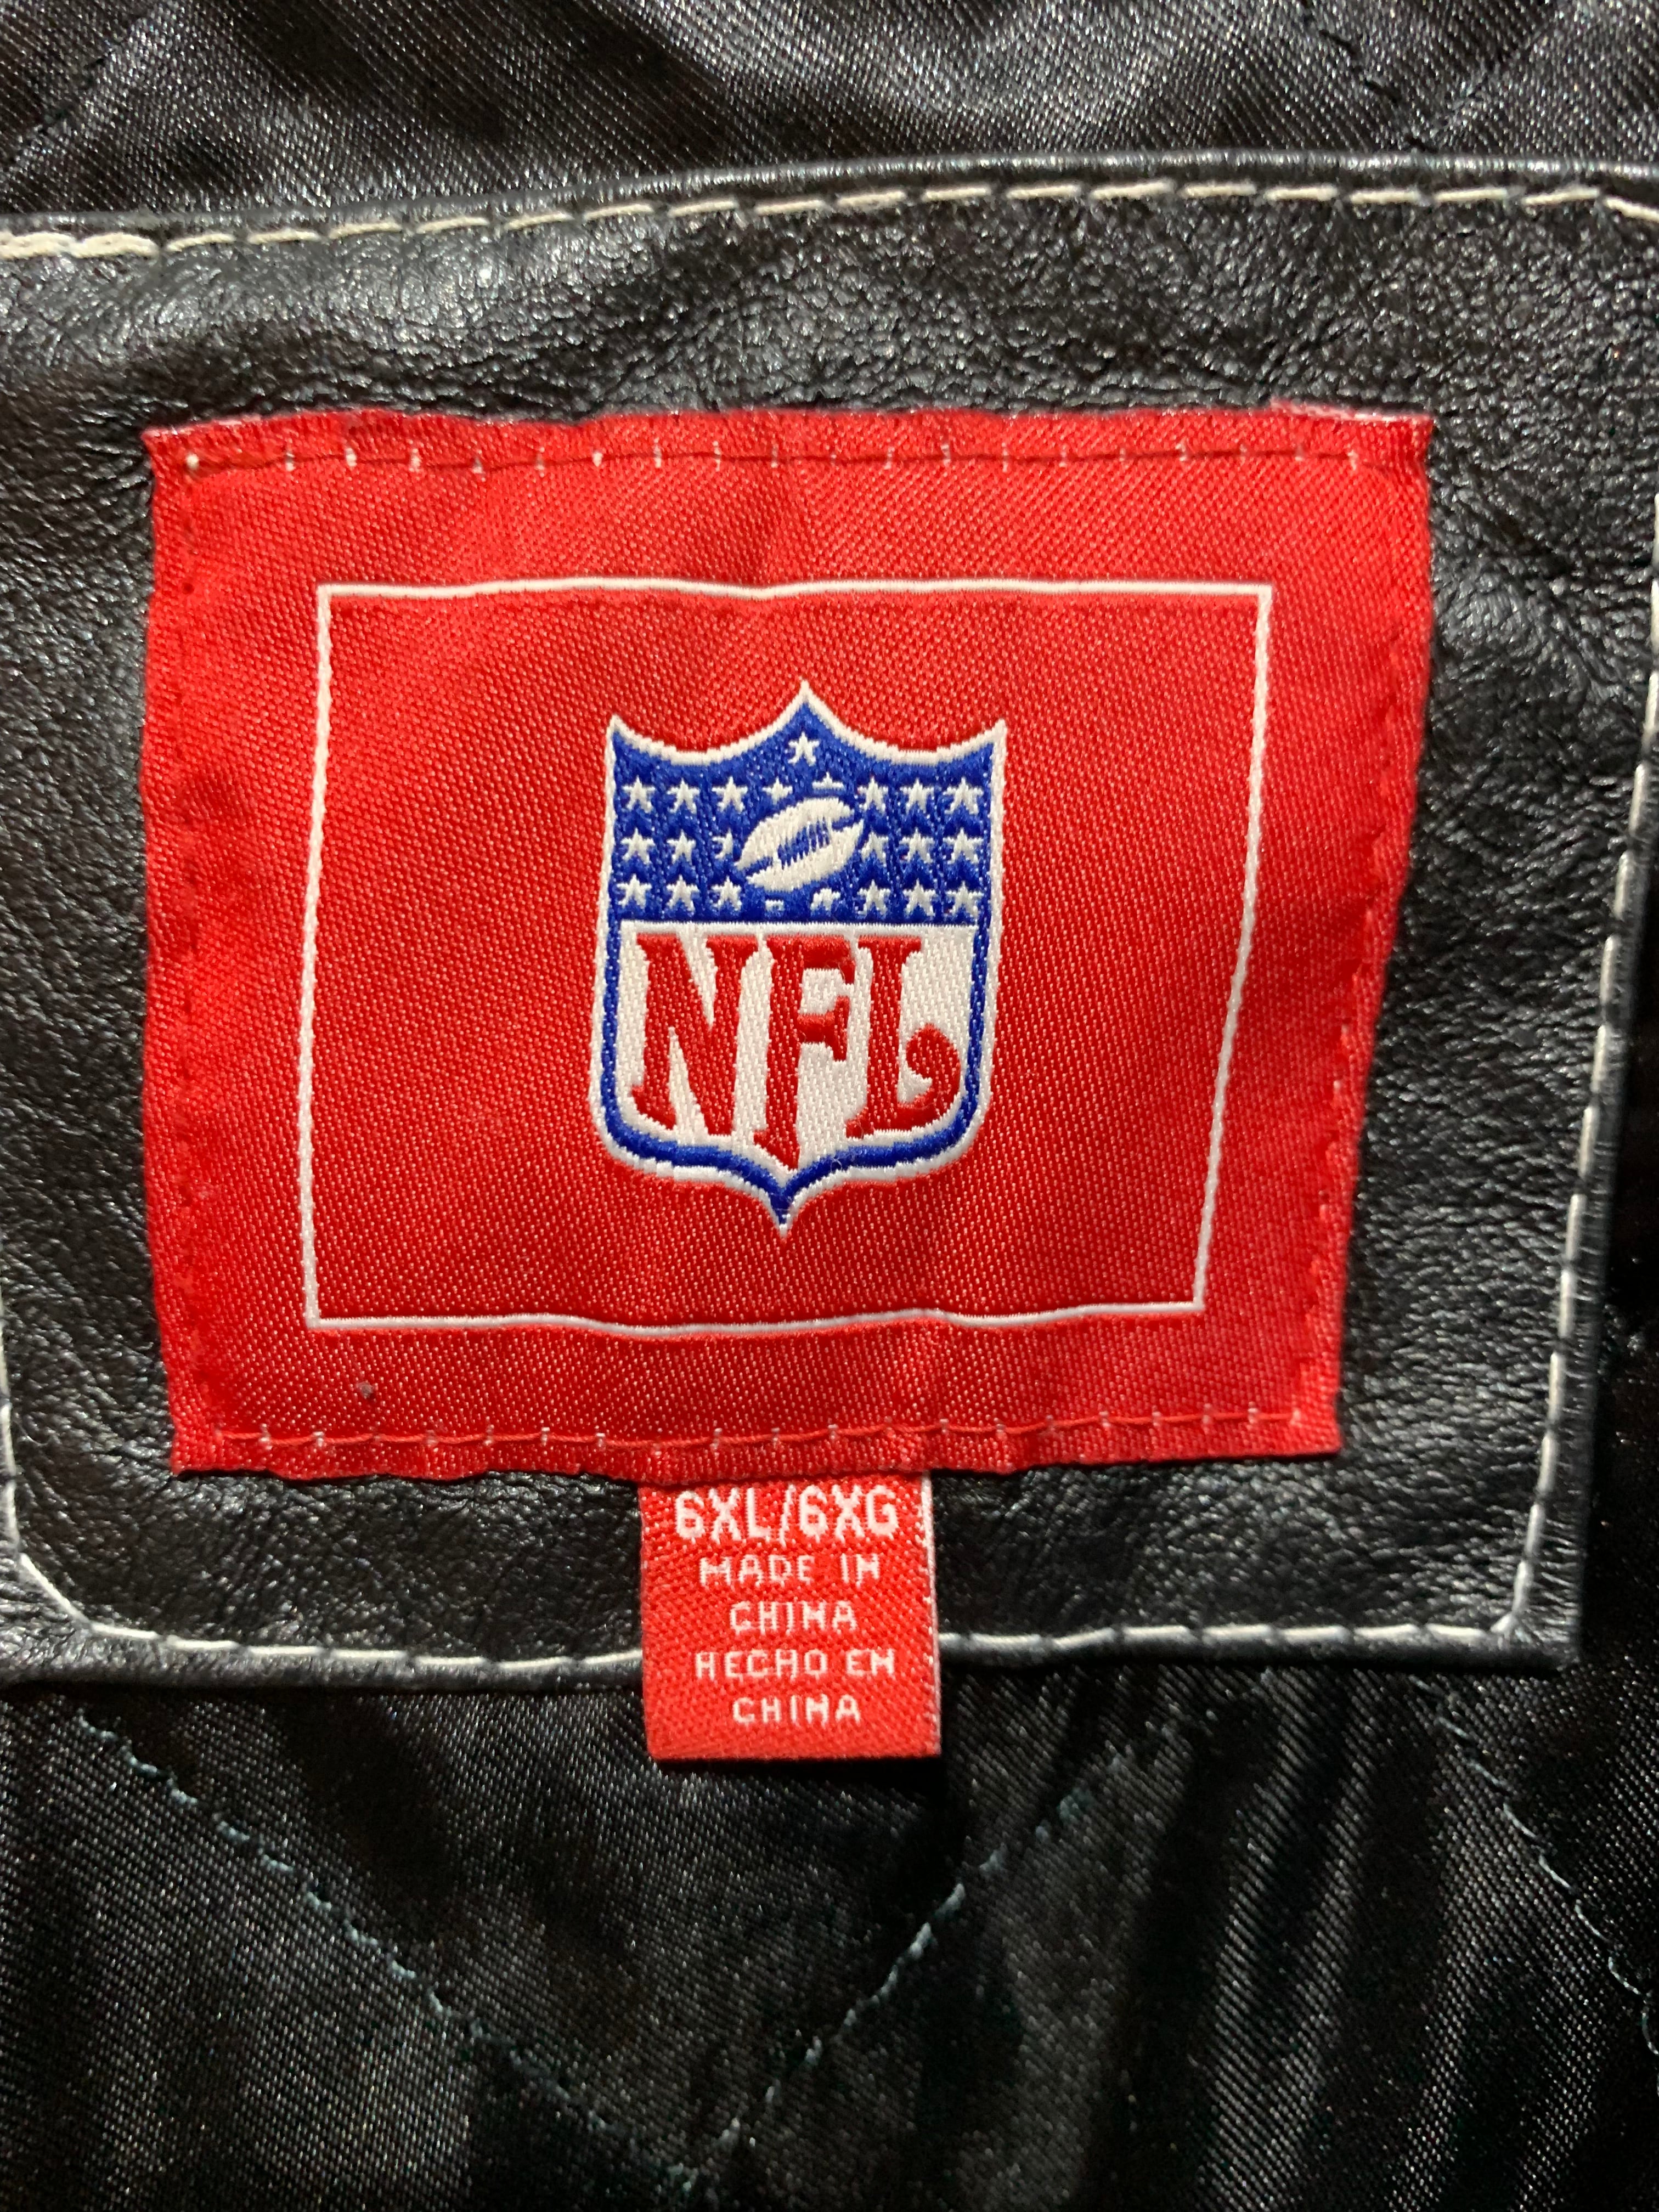 NFL
6XL/6XG
MADE IN
CHINA
HECHO EN
CHINA